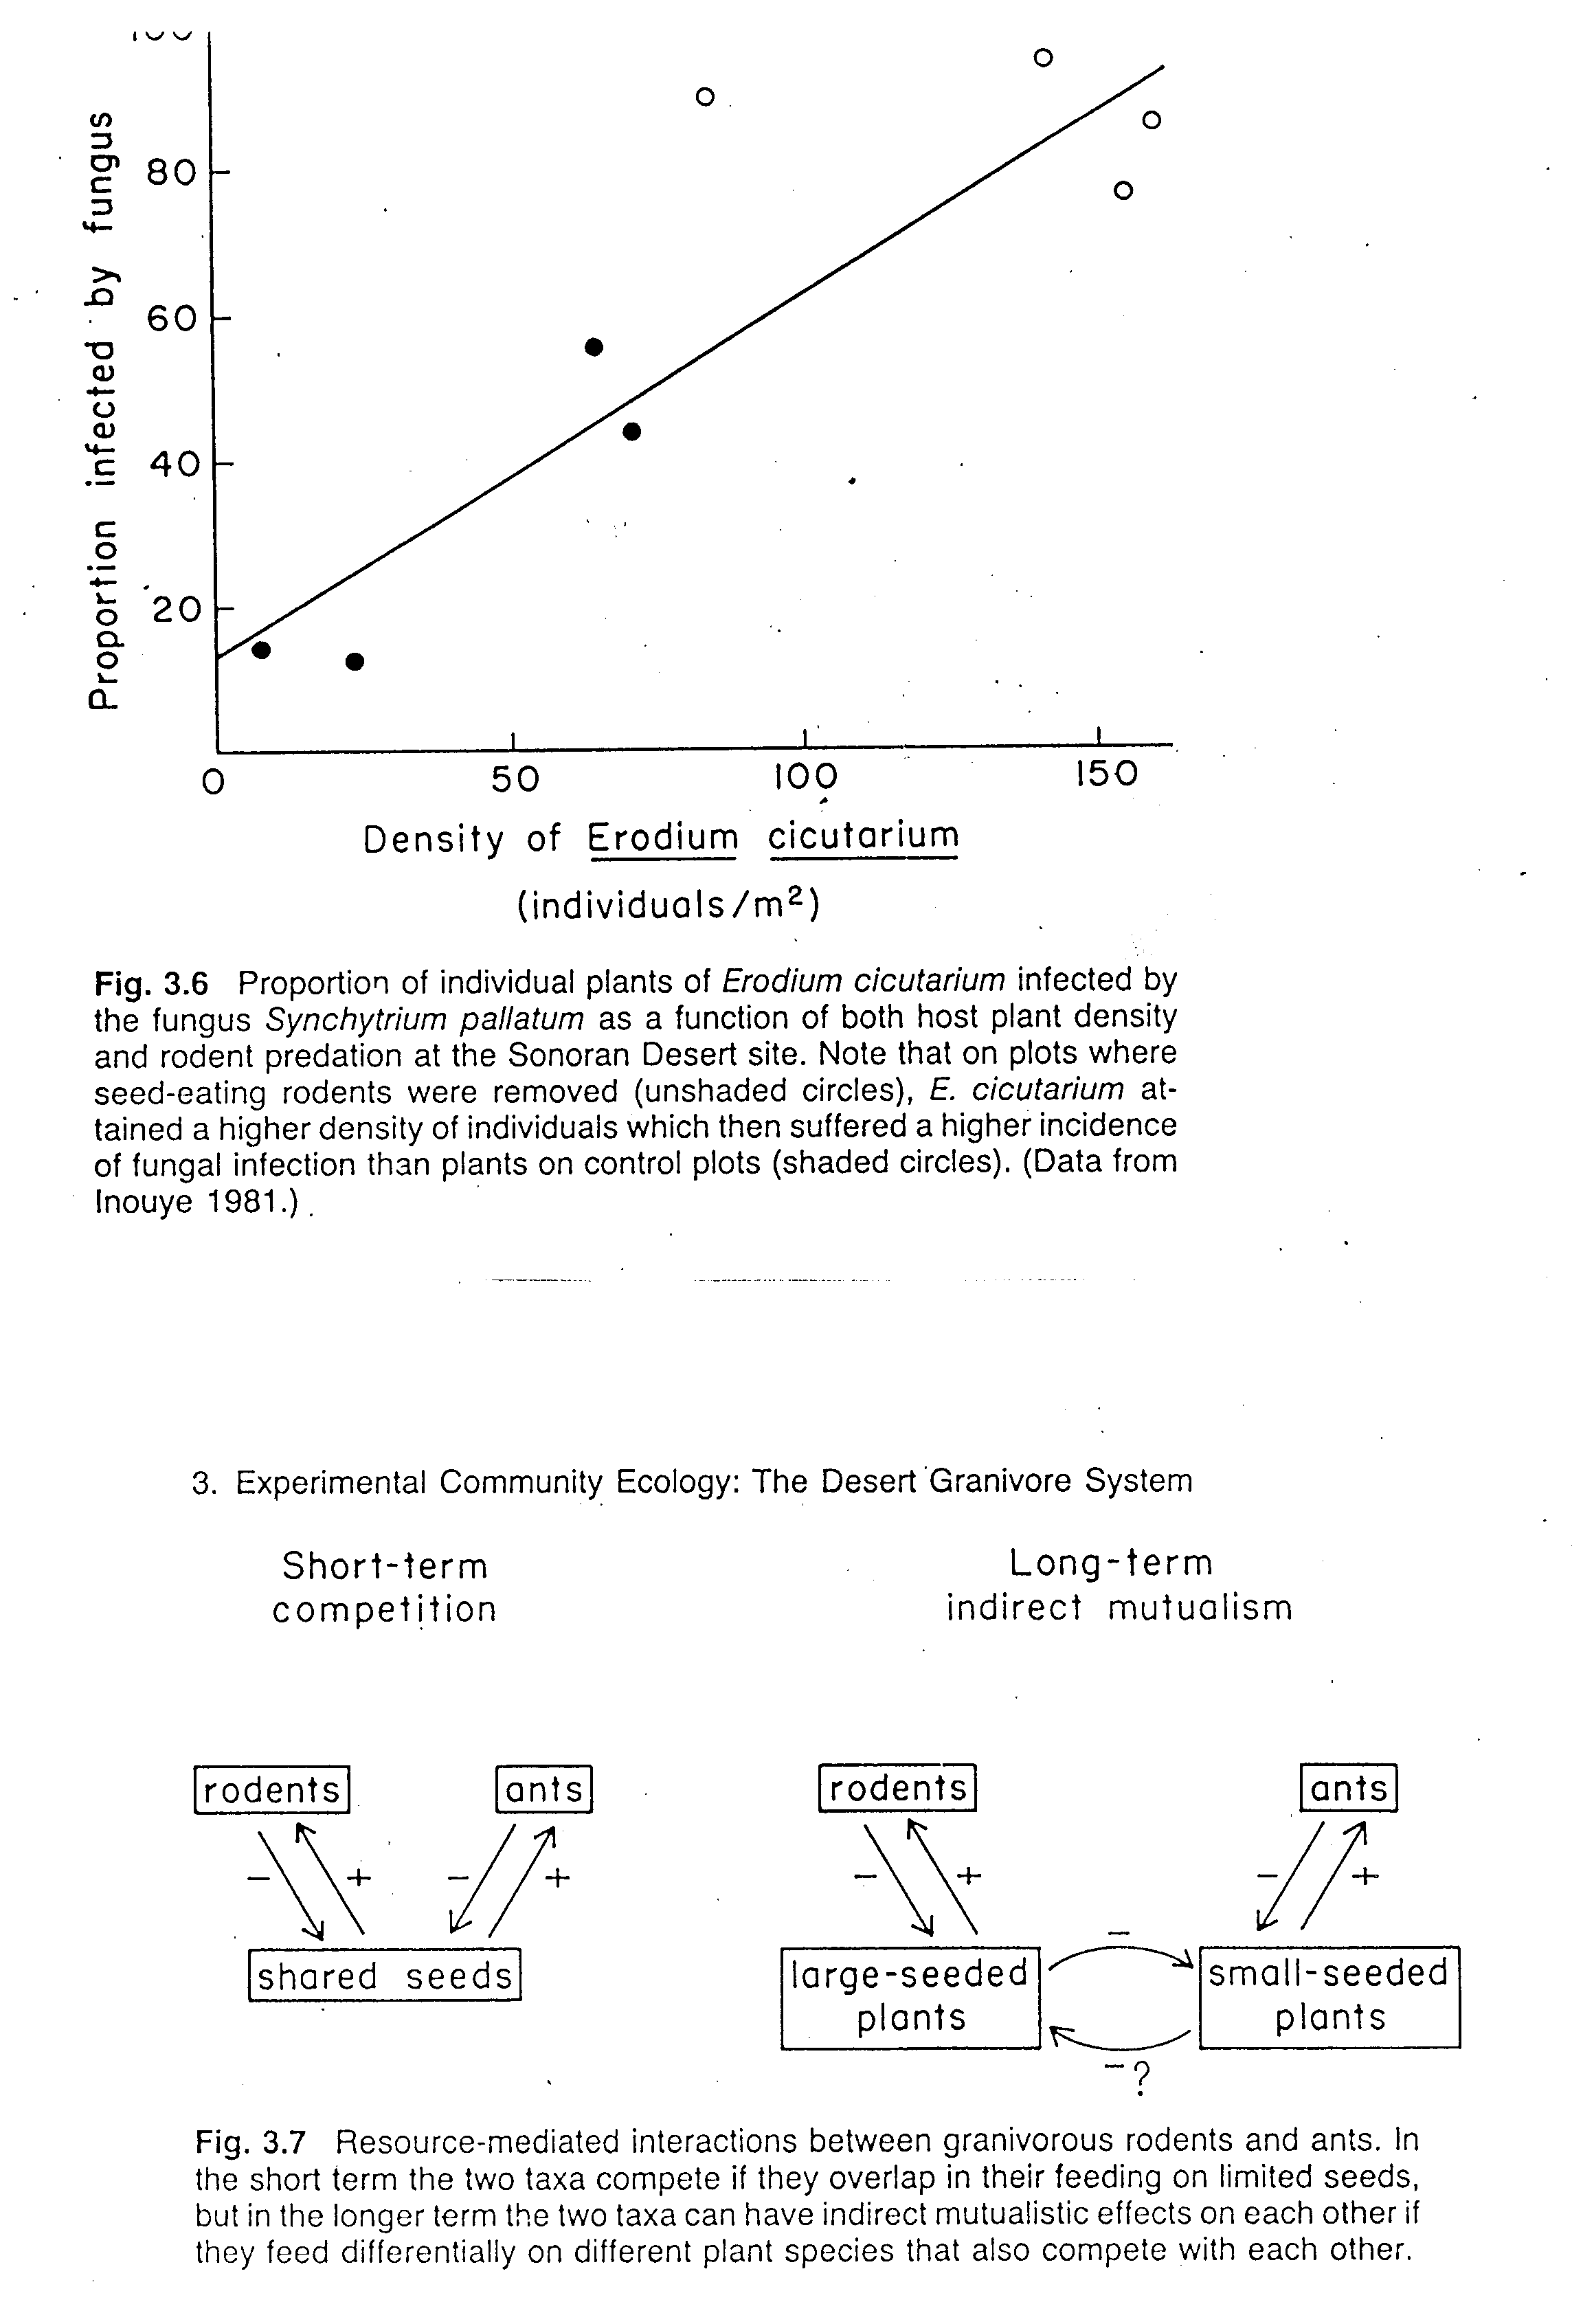 100
80
60
40
20
Proportion infected by fungus
0 50 100 150
Density of Erodium cicutarium
(individuals/m²)
Fig. 3.6 Proportion of individual plants of Erodium cicutarium infected by
the fungus Synchytrium pallatum as a function of both host plant density
and rodent predation at the Sonoran Desert site. Note that on plots where
seed-eating rodents were removed (unshaded circles), E. cicutarium at-
tained a higher density of individuals which then suffered a higher incidence
of fungal infection than plants on control plots (shaded circles). (Data from
Inouye 1981.)
3. Experimental Community Ecology: The Desert Granivore System
Short-term
competition
rodents ants
− + − +
shared seeds
Long-term
indirect mutualism
rodents ants
− + − +
−
large-seeded
plants
small-seeded
plants
−?
Fig. 3.7 Resource-mediated interactions between granivorous rodents and ants. In
the short term the two taxa compete if they overlap in their feeding on limited seeds,
but in the longer term the two taxa can have indirect mutualistic effects on each other if
they feed differentially on different plant species that also compete with each other.